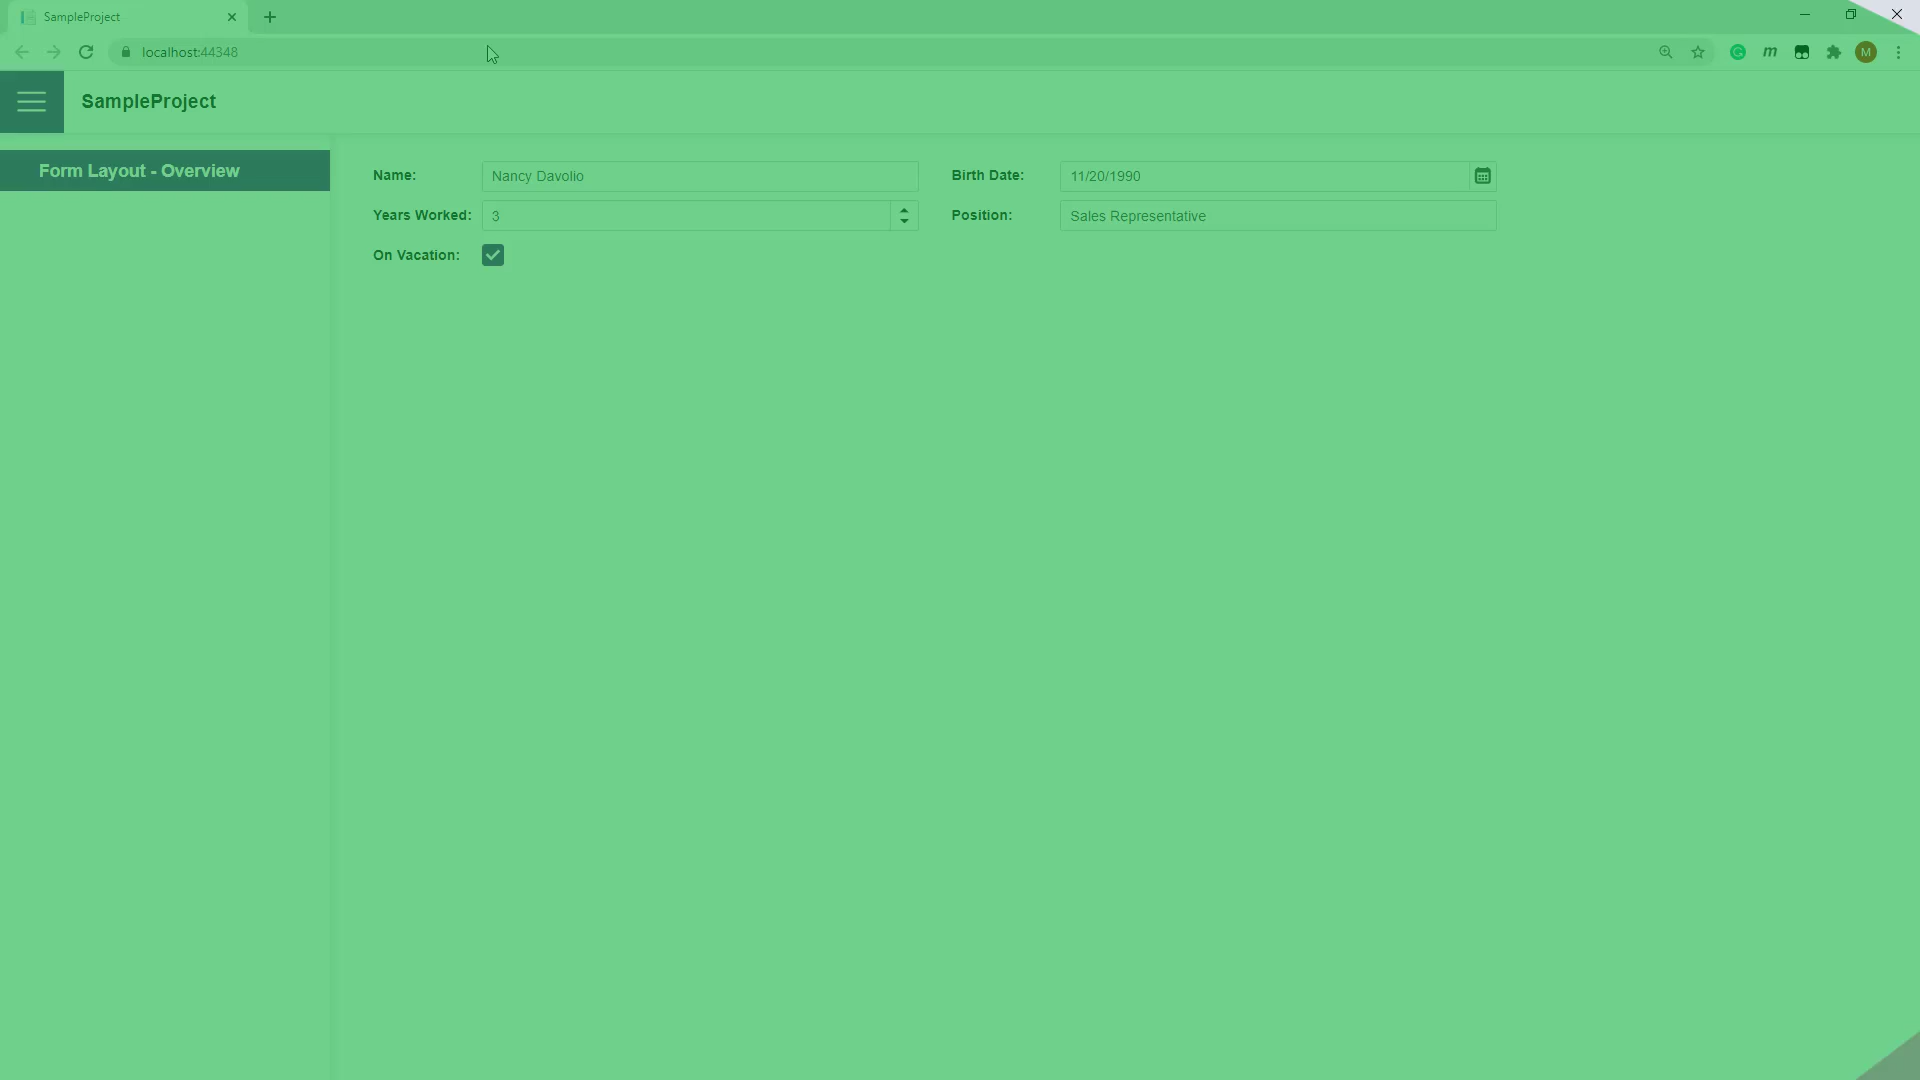 SampleProject
localhost:44348
m
M
SampleProject
Form Layout - Overview
Name: Nancy Davolio Birth Date: 11/20/1990
Years Worked: 3 Position: Sales Representative
On Vacation: